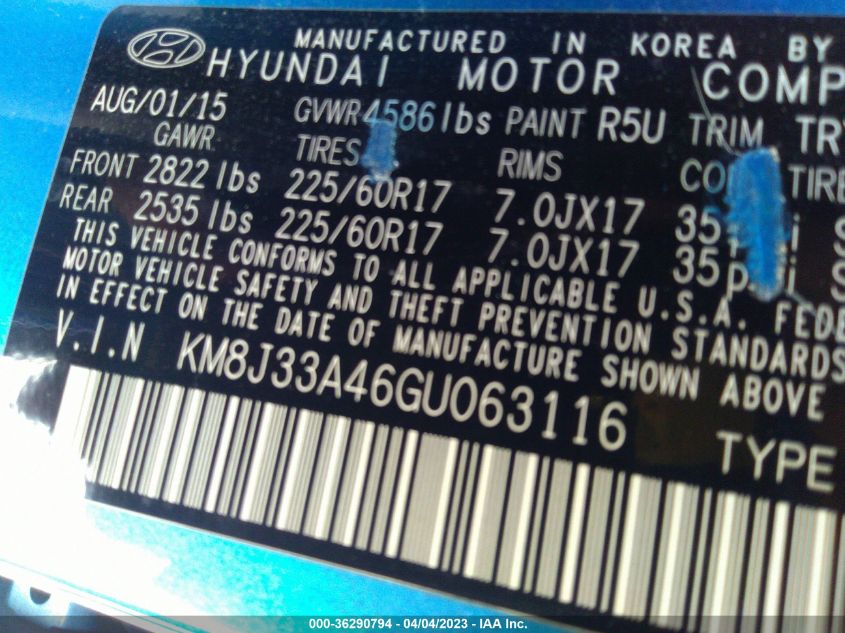 MANUFACTURED IN KOREA BY
HYUNDAI MOTOR
AUG/01/15 GVWR 4586 lbs PAINT R5U TRIM
GAWR TIRES RIMS
FRONT 2822 lbs 225/60R17 7.0JX17
REAR 2535 lbs 225/60R17 7.0JX17
THIS VEHICLE CONFORMS TO ALL APPLICABLE U.S.A.
MOTOR VEHICLE SAFETY AND THEFT PREVENTION STANDARDS
IN EFFECT ON THE DATE OF MANUFACTURE SHOWN ABOVE
V.I.N KM8J33A46GU063116 TYPE
000-36290794 - 04/04/2023 - IAA Inc.